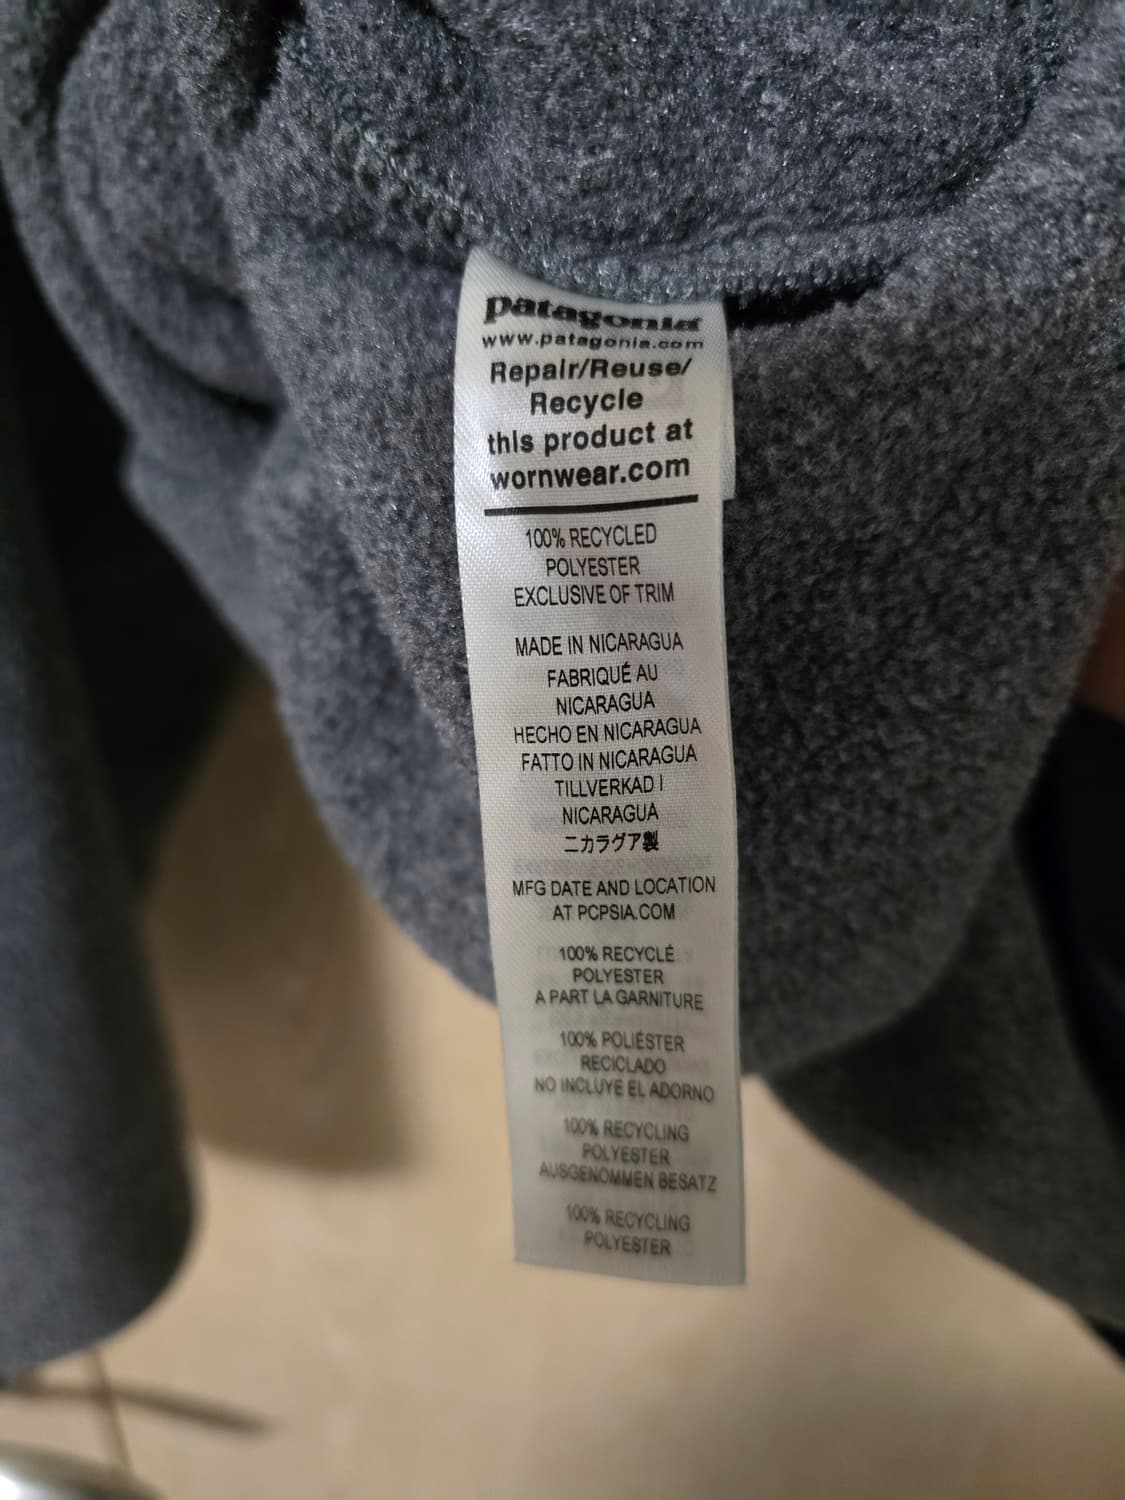 patagonia
www.patagonia.com
Repair/Reuse/
Recycle
this product at
wornwear.com
100% RECYCLED
POLYESTER
EXCLUSIVE OF TRIM
MADE IN NICARAGUA
FABRIQUÉ AU
NICARAGUA
HECHO EN NICARAGUA
FATTO IN NICARAGUA
TILLVERKAD I
NICARAGUA
ニカラグア製
MFG DATE AND LOCATION
AT PCPSIA.COM
100% RECYCLÉ
POLYESTER
A PART LA GARNITURE
100% POLIÉSTER
RECICLADO
NO INCLUYE EL ADORNO
100% RECYCLING
POLYESTER
AUSGENOMMEN BESATZ
100% RECYCLING
POLYESTER